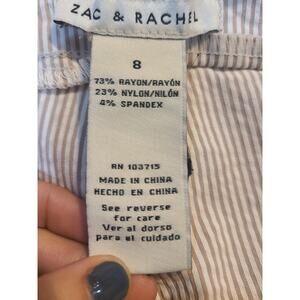 ZAC & RACHEL
8
73% RAYON/RAYÓN
23% NYLON/NILÓN
4% SPANDEX
RN 103715
MADE IN CHINA
HECHO EN CHINA
See reverse
for care
Ver al dorso
para el cuidado